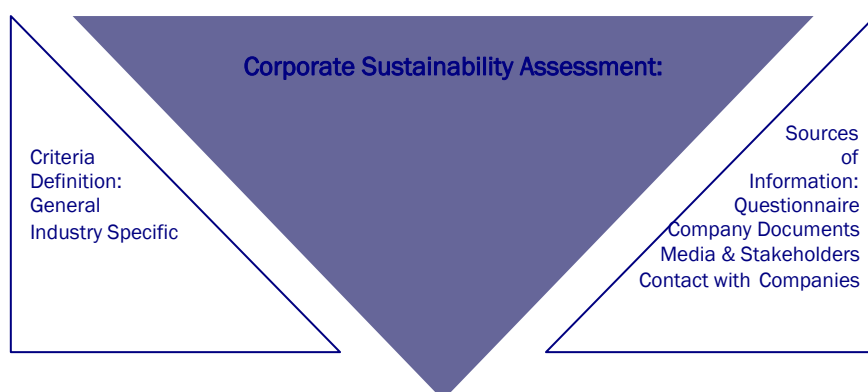 Corporate Sustainability Assessment:
Criteria
Definition:
General
Industry Specific
Sources
of
Information:
Questionnaire
Company Documents
Media & Stakeholders
Contact with Companies